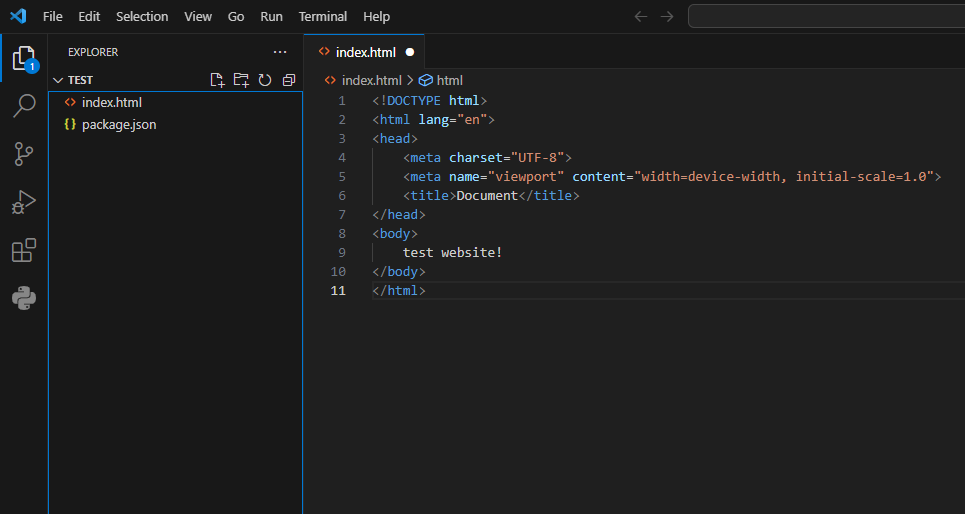 File Edit Selection View Go Run Terminal Help
EXPLORER ...
index.html
1
TEST
index.html > html
index.html
package.json
1 <!DOCTYPE html>
2 <html lang="en">
3 <head>
4 <meta charset="UTF-8">
5 <meta name="viewport" content="width=device-width, initial-scale=1.0">
6 <title>Document</title>
7 </head>
8 <body>
9 test website!
10 </body>
11 </html>